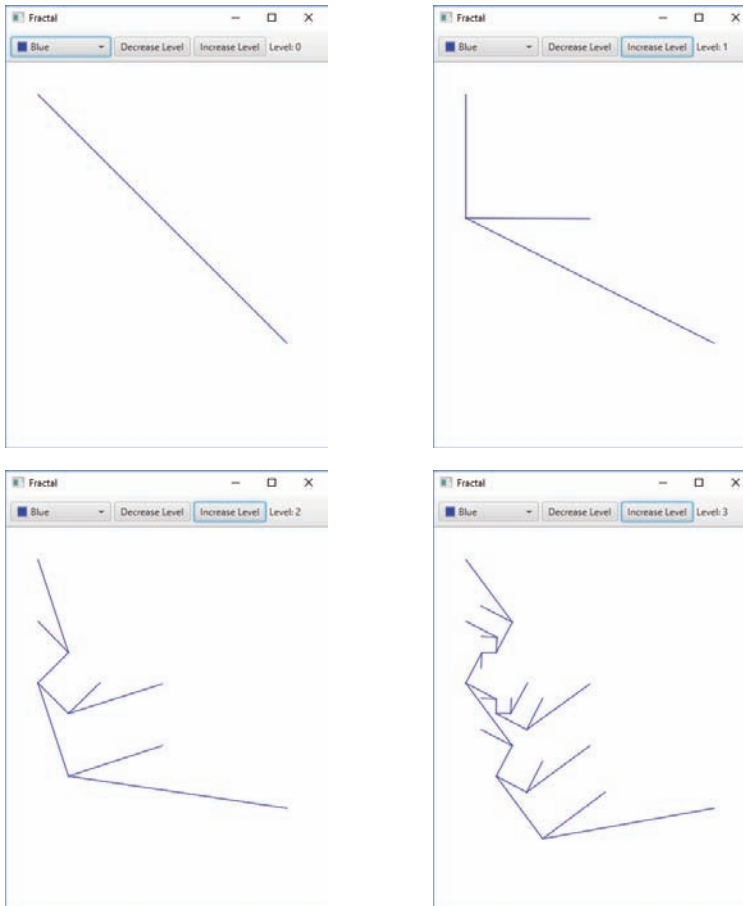 Fractal
Blue Decrease Level Increase Level Level: 0
Fractal
Blue Decrease Level Increase Level Level: 1
Fractal
Blue Decrease Level Increase Level Level: 2
Fractal
Blue Decrease Level Increase Level Level: 3